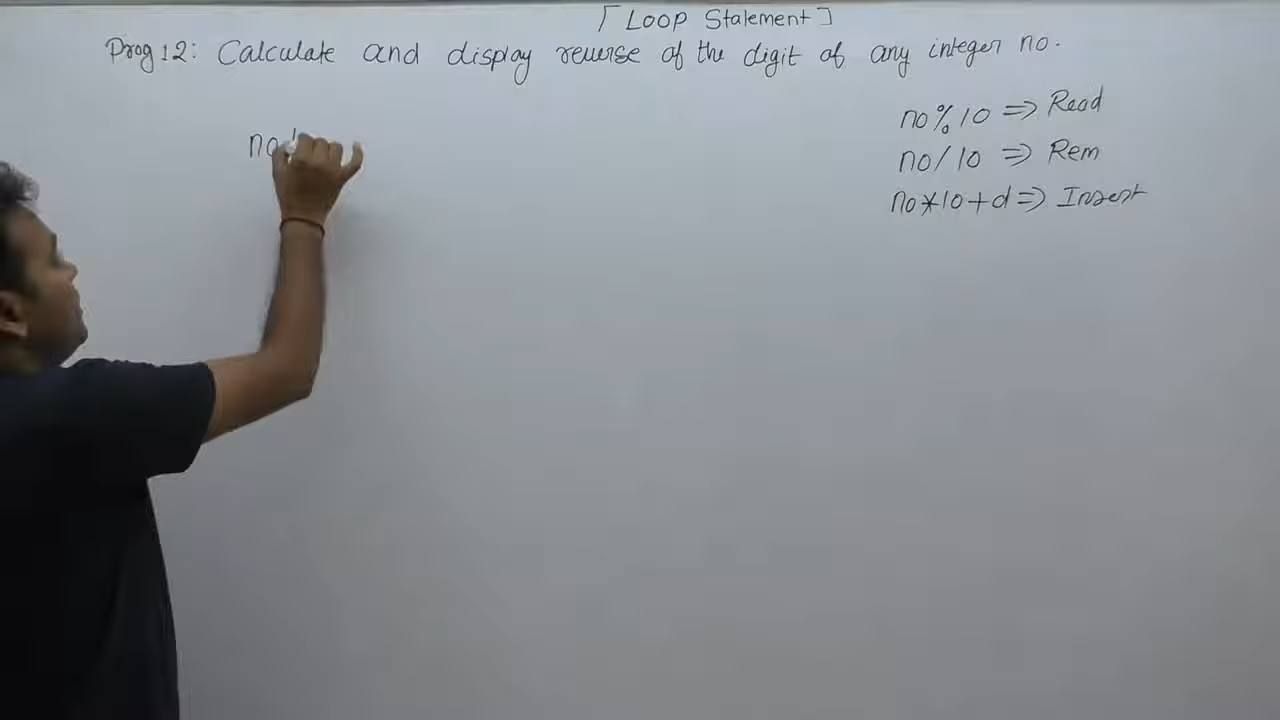 [Loop Statement]
Prog 12: Calculate and display reverse of the digit of any integer no.
no%10 => Read
no/10 => Rem
no*10+d => Insert
no